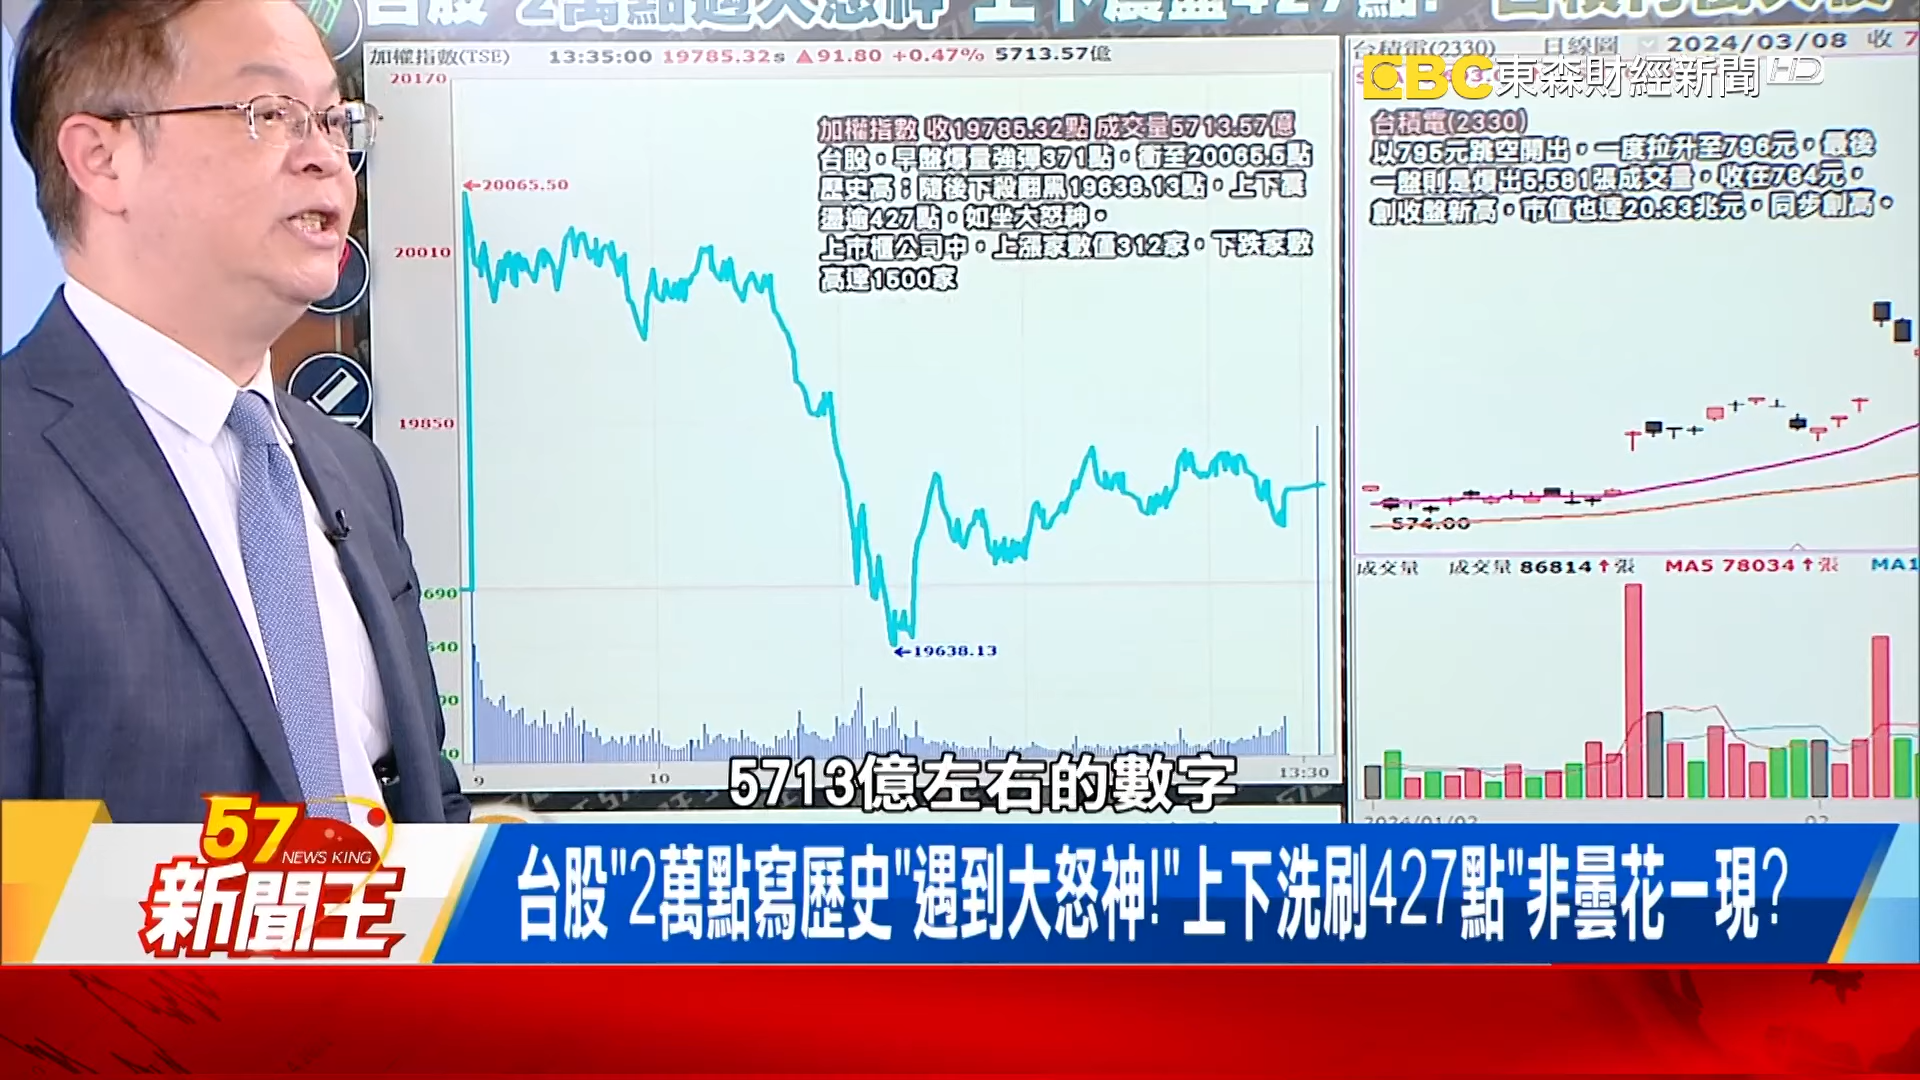 加權指數(TSE) 13:35:00 19785.32s ▲91.80 +0.47% 5713.57億
台積電(2330) 日線圖 2024/03/08 收
EBC東森財經新聞HD
20170
20010
19850
←20065.50
←19638.13
加權指數 收19785.32點 成交量5713.57億
台股，早盤爆量強彈371點，衝至20065.5點
歷史高；隨後下殺翻黑19638.13點，上下震
盪逾427點，如坐大怒神。
上市櫃公司中，上漲家數僅312家，下跌家數
高達1500家
9
10
13:30
台積電(2330)
以795元跳空開出，一度拉升至796元，最後
一盤則是爆出5,581張成交量，收在784元，
創收盤新高，市值也達20.33兆元，同步創高。
574.00
成交量 成交量 86814↑張 MA5 78034↑張 MA1
5713億左右的數字
57
NEWS KING
新聞王
台股"2萬點寫歷史"遇到大怒神!"上下洗刷427點"非曇花一現?